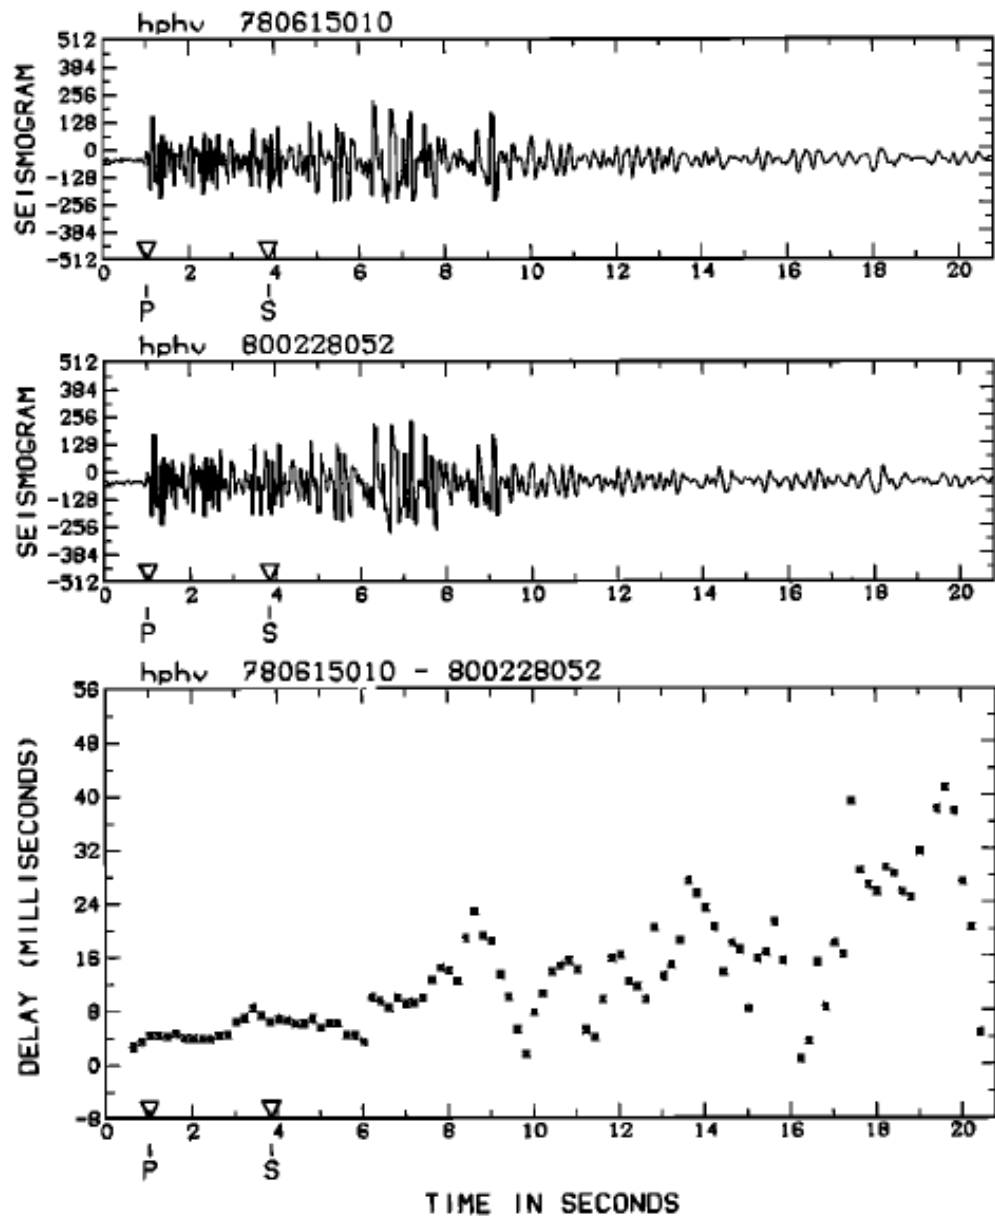 hphv 780615010
512
384
256
128
0
-128
-256
-384
-512
SEISMOGRAM
0 2 4 6 8 10 12 14 16 18 20
P S
hphv 800228052
512
384
256
128
0
-128
-256
-384
-512
SEISMOGRAM
0 2 4 6 8 10 12 14 16 18 20
P S
hphv 780615010 - 800228052
56
48
40
32
24
16
8
0
-8
DELAY (MILLISECONDS)
0 2 4 6 8 10 12 14 16 18 20
P S
TIME IN SECONDS